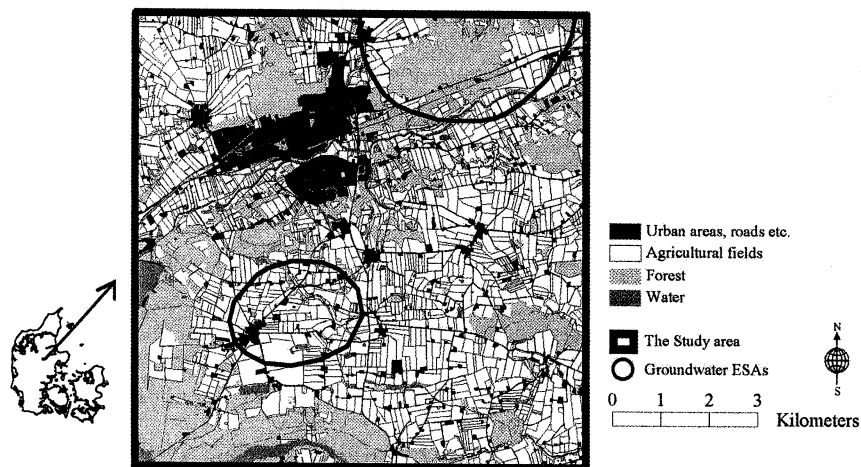 Urban areas, roads etc.
Agricultural fields
Forest
Water
The Study area
Groundwater ESAs
N
S
0 1 2 3 Kilometers